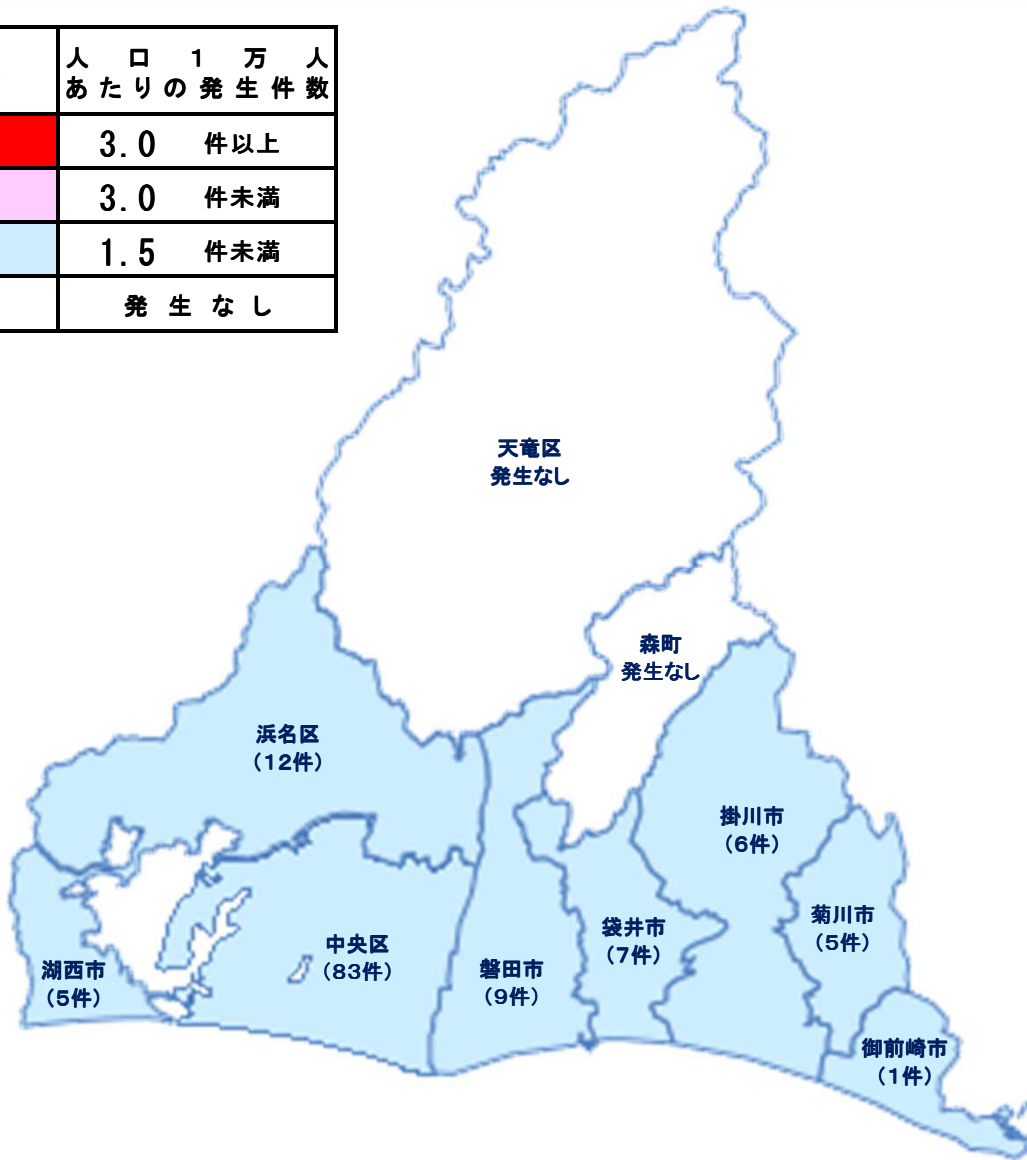 人口1万人
あたりの発生件数
3.0 件以上
3.0 件未満
1.5 件未満
発生なし
天竜区
発生なし
森町
発生なし
浜名区
(12件)
掛川市
(6件)
菊川市
(5件)
袋井市
(7件)
中央区
(83件)
磐田市
(9件)
湖西市
(5件)
御前崎市
(1件)